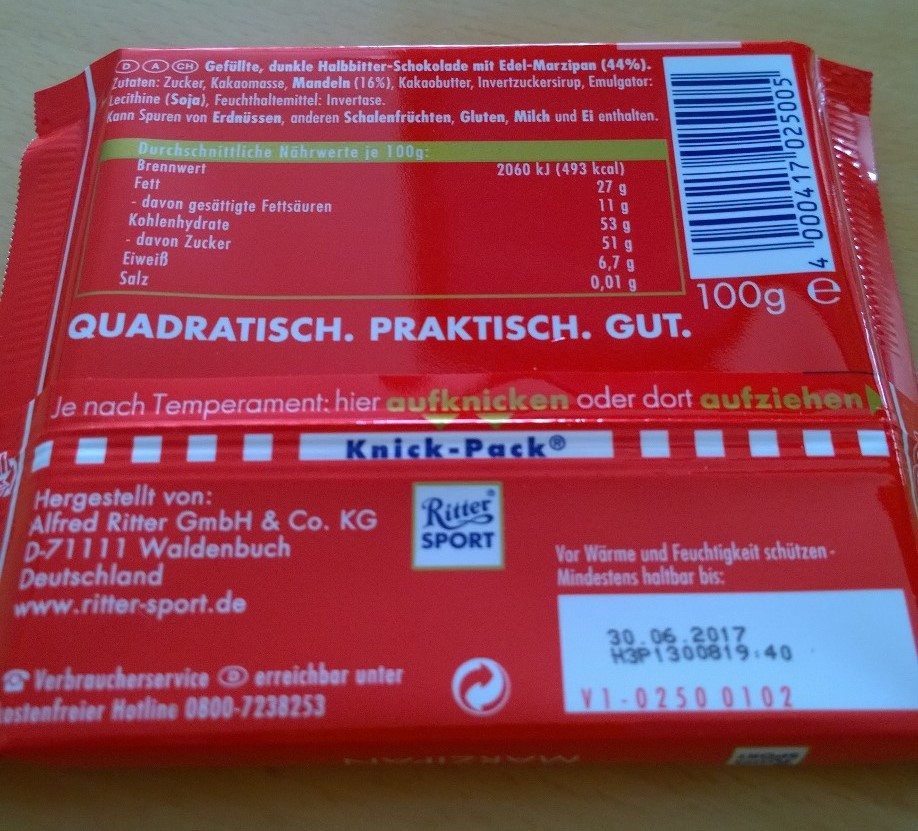 D A CH Gefüllte, dunkle Halbbitter-Schokolade mit Edel-Marzipan (44%).
Zutaten: Zucker, Kakaomasse, Mandeln (16%), Kakaobutter, Invertzuckersirup, Emulgator:
Lecithine (Soja), Feuchthaltemittel: Invertase.
Kann Spuren von Erdnüssen, anderen Schalenfrüchten, Gluten, Milch und Ei enthalten.
Durchschnittliche Nährwerte je 100g:
Brennwert 2060 kJ (493 kcal)
Fett 27 g
- davon gesättigte Fettsäuren 11 g
Kohlenhydrate 53 g
- davon Zucker 51 g
Eiweiß 6,7 g
Salz 0,01 g
4 000417 025005
100g e
QUADRATISCH. PRAKTISCH. GUT.
Je nach Temperament: hier aufknicken oder dort aufziehen
Knick-Pack®
Hergestellt von:
Alfred Ritter GmbH & Co. KG
D-71111 Waldenbuch
Deutschland
www.ritter-sport.de
Ritter®
SPORT
Vor Wärme und Feuchtigkeit schützen -
Mindestens haltbar bis:
30.06.2017
H3P1300819:40
V1-0250 0102
Verbraucherservice D erreichbar unter
kostenfreier Hotline 0800-7238253
MARZIPAN
SPORT